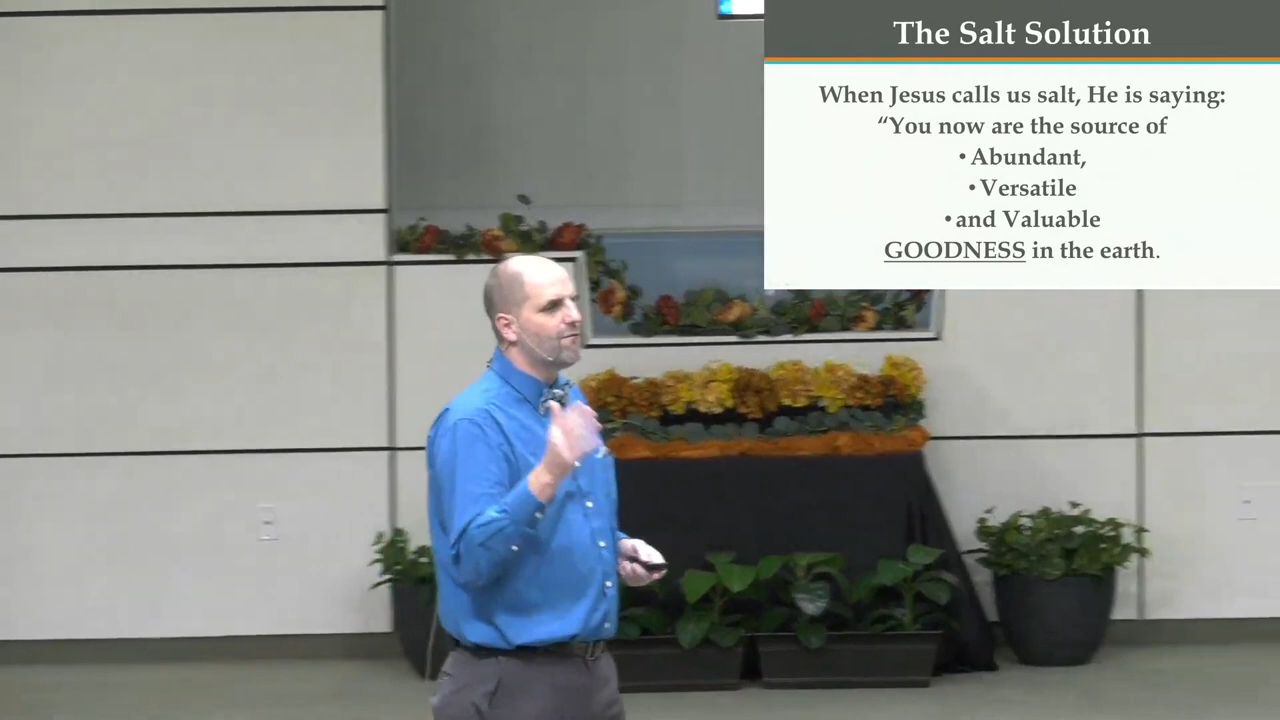 The Salt Solution
When Jesus calls us salt, He is saying:
“You now are the source of
• Abundant,
• Versatile
• and Valuable
GOODNESS in the earth.